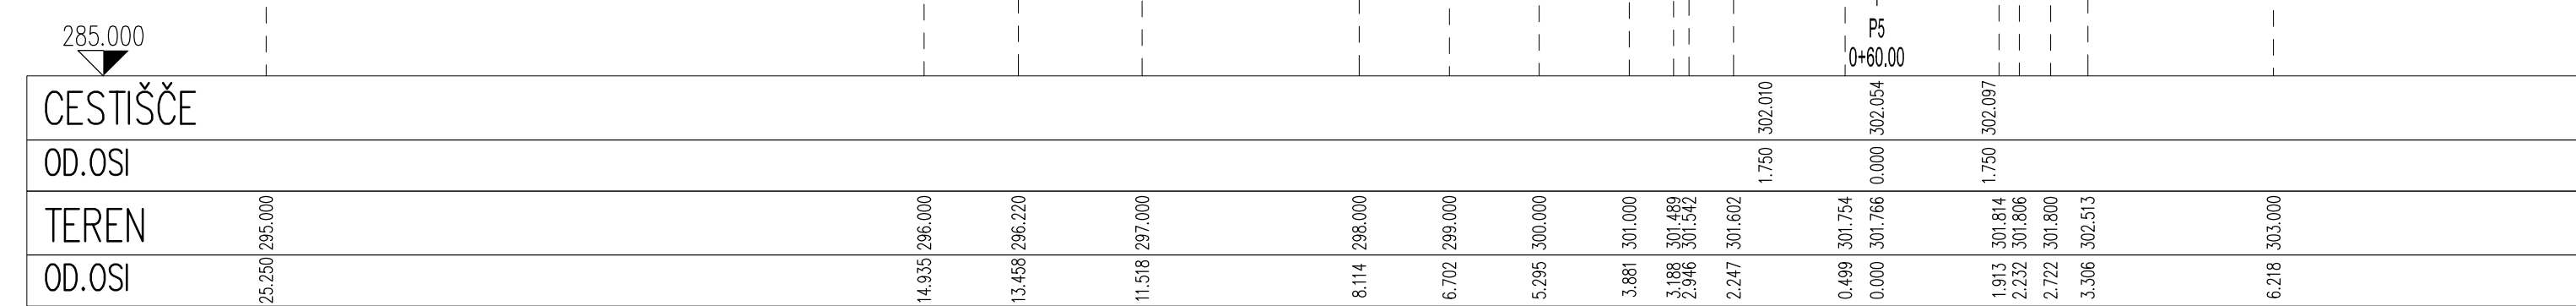 285.000
P5
0+60.00
CESTIŠČE 302.010 302.054 302.097
OD.OSI 1.750 0.000 1.750
TEREN 295.000 296.000 296.220 297.000 298.000 299.000 300.000 301.000 301.489 301.542 301.602 301.754 301.766 301.814 301.806 301.800 302.513 303.000
OD.OSI 25.250 14.935 13.458 11.518 8.114 6.702 5.295 3.881 3.188 2.946 2.247 0.499 0.000 1.913 2.232 2.722 3.306 6.218